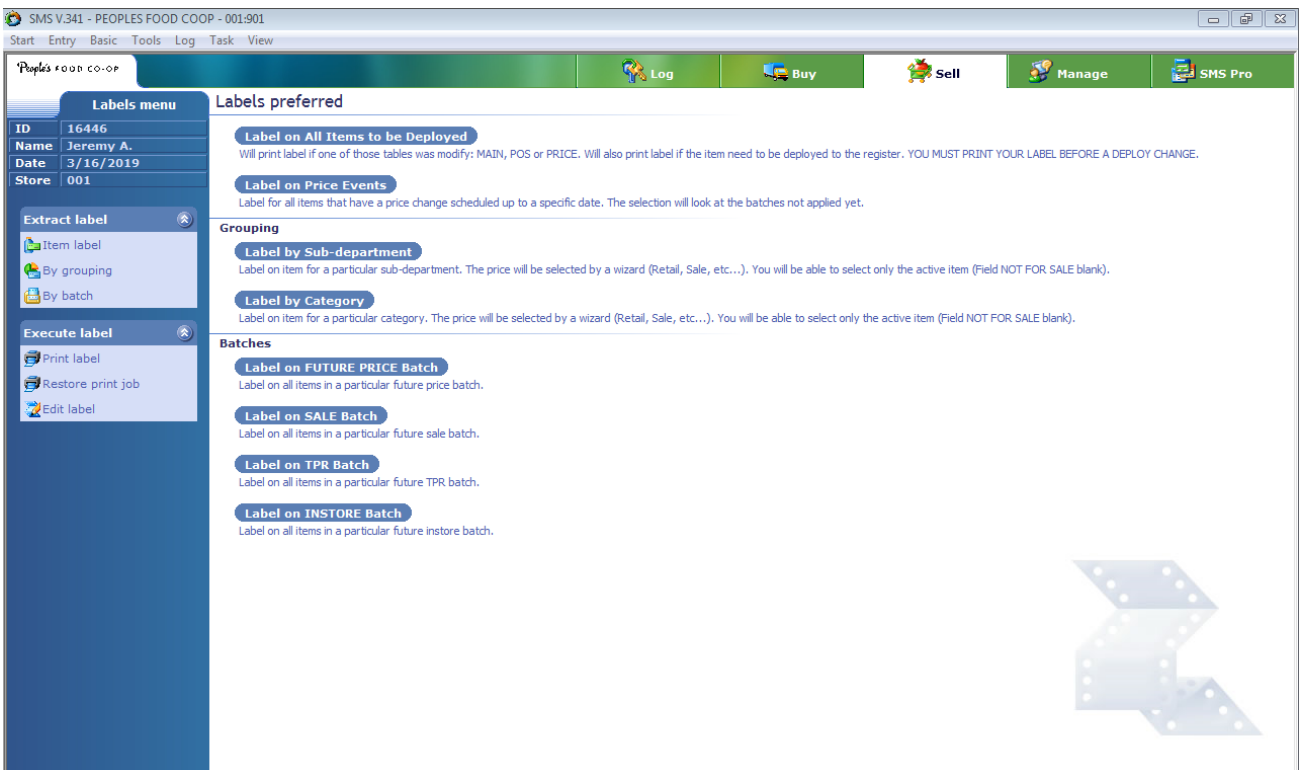 SMS V.341 - PEOPLES FOOD COOP - 001:901
Start Entry Basic Tools Log Task View
People's FOOD CO-OP
Log
Buy
Sell
Manage
SMS Pro
Labels menu
ID 16446
Name Jeremy A.
Date 3/16/2019
Store 001
Extract label
Item label
By grouping
By batch
Execute label
Print label
Restore print job
Edit label
Labels preferred
Label on All Items to be Deployed
Will print label if one of those tables was modify: MAIN, POS or PRICE. Will also print label if the item need to be deployed to the register. YOU MUST PRINT YOUR LABEL BEFORE A DEPLOY CHANGE.
Label on Price Events
Label for all items that have a price change scheduled up to a specific date. The selection will look at the batches not applied yet.
Grouping
Label by Sub-department
Label on item for a particular sub-department. The price will be selected by a wizard (Retail, Sale, etc...). You will be able to select only the active item (Field NOT FOR SALE blank).
Label by Category
Label on item for a particular category. The price will be selected by a wizard (Retail, Sale, etc...). You will be able to select only the active item (Field NOT FOR SALE blank).
Batches
Label on FUTURE PRICE Batch
Label on all items in a particular future price batch.
Label on SALE Batch
Label on all items in a particular future sale batch.
Label on TPR Batch
Label on all items in a particular future TPR batch.
Label on INSTORE Batch
Label on all items in a particular future instore batch.